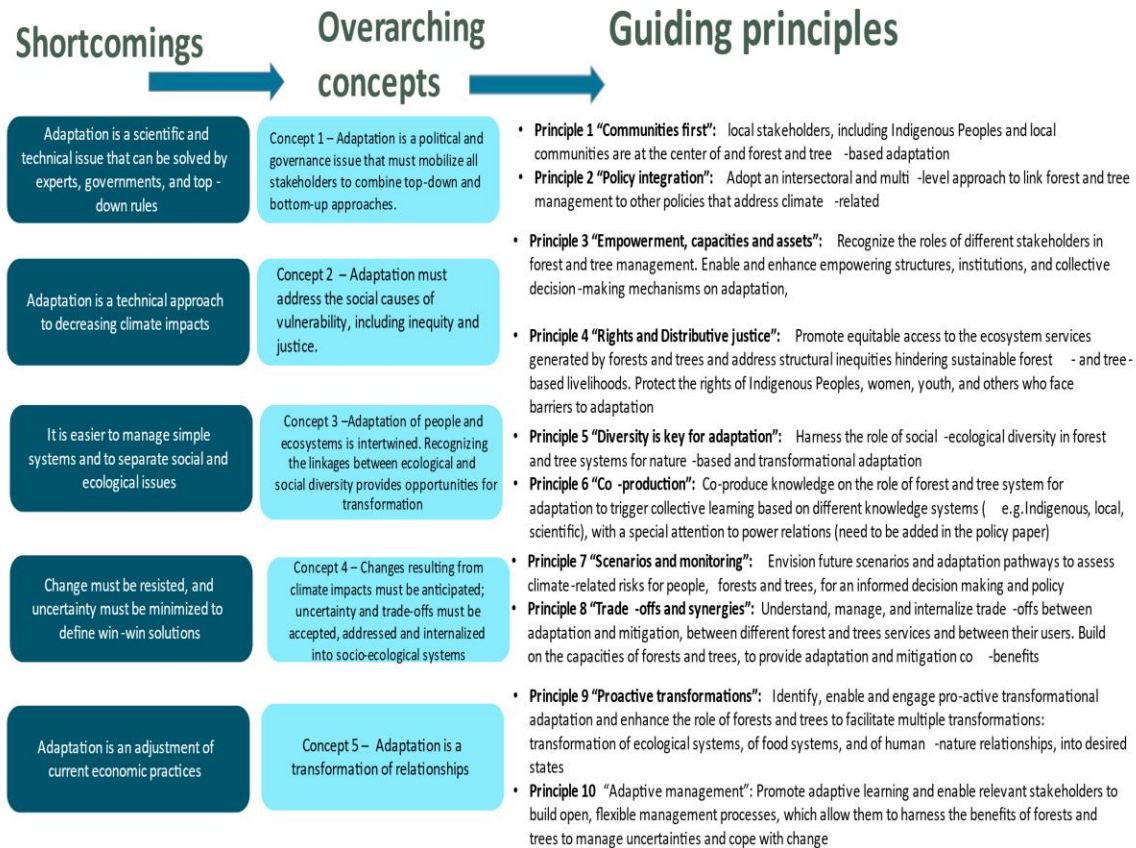 Shortcomings
Overarching
concepts
Guiding principles
Adaptation is a scientific and
technical issue that can be solved by
experts, governments, and top -
down rules
Concept 1 – Adaptation is a political and
governance issue that must mobilize all
stakeholders to combine top-down and
bottom-up approaches.
• Principle 1 “Communities first”: local stakeholders, including Indigenous Peoples and local
communities are at the center of and forest and tree -based adaptation
• Principle 2 “Policy integration”: Adopt an intersectoral and multi -level approach to link forest and tree
management to other policies that address climate -related
Adaptation is a technical approach
to decreasing climate impacts
Concept 2 – Adaptation must
address the social causes of
vulnerability, including inequity and
justice.
• Principle 3 “Empowerment, capacities and assets”: Recognize the roles of different stakeholders in
forest and tree management. Enable and enhance empowering structures, institutions, and collective
decision -making mechanisms on adaptation,
• Principle 4 “Rights and Distributive justice”: Promote equitable access to the ecosystem services
generated by forests and trees and address structural inequities hindering sustainable forest - and tree -
based livelihoods. Protect the rights of Indigenous Peoples, women, youth, and others who face
barriers to adaptation
It is easier to manage simple
systems and to separate social and
ecological issues
Concept 3 –Adaptation of people and
ecosystems is intertwined. Recognizing
the linkages between ecological and
social diversity provides opportunities for
transformation
• Principle 5 “Diversity is key for adaptation”: Harness the role of social -ecological diversity in forest
and tree systems for nature -based and transformational adaptation
• Principle 6 “Co -production”: Co-produce knowledge on the role of forest and tree system for
adaptation to trigger collective learning based on different knowledge systems ( e.g.Indigenous, local,
scientific), with a special attention to power relations (need to be added in the policy paper)
Change must be resisted, and
uncertainty must be minimized to
define win -win solutions
Concept 4 – Changes resulting from
climate impacts must be anticipated;
uncertainty and trade-offs must be
accepted, addressed and internalized
into socio-ecological systems
• Principle 7 “Scenarios and monitoring”: Envision future scenarios and adaptation pathways to assess
climate -related risks for people, forests and trees, for an informed decision making and policy
• Principle 8 “Trade -offs and synergies”: Understand, manage, and internalize trade -offs between
adaptation and mitigation, between different forest and trees services and between their users. Build
on the capacities of forests and trees, to provide adaptation and mitigation co -benefits
Adaptation is an adjustment of
current economic practices
Concept 5 – Adaptation is a
transformation of relationships
• Principle 9 “Proactive transformations”: Identify, enable and engage pro-active transformational
adaptation and enhance the role of forests and trees to facilitate multiple transformations:
transformation of ecological systems, of food systems, and of human -nature relationships, into desired
states
• Principle 10 “Adaptive management”: Promote adaptive learning and enable relevant stakeholders to
build open, flexible management processes, which allow them to harness the benefits of forests and
trees to manage uncertainties and cope with change